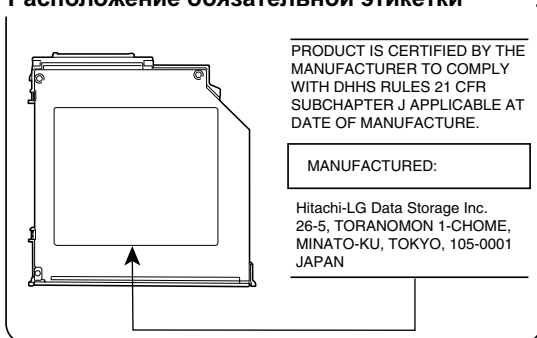 Расположение обязательной этикетки
PRODUCT IS CERTIFIED BY THE
MANUFACTURER TO COMPLY
WITH DHHS RULES 21 CFR
SUBCHAPTER J APPLICABLE AT
DATE OF MANUFACTURE.
MANUFACTURED:
Hitachi-LG Data Storage Inc.
26-5, TORANOMON 1-CHOME,
MINATO-KU, TOKYO, 105-0001
JAPAN